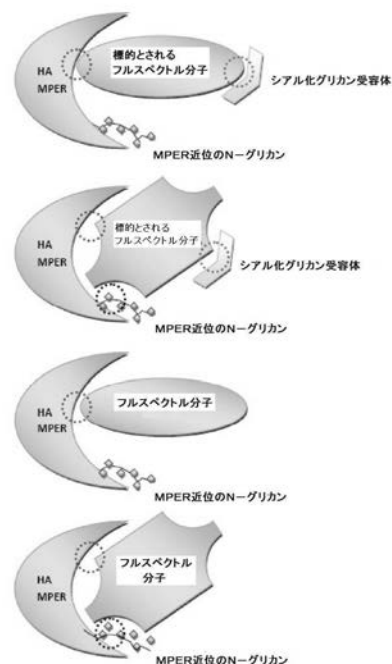 標的とされる
フルスペクトル分子
HA
MPER
シアル化グリカン受容体
MPER近位のN－グリカン
標的とされる
フルスペクトル分子
HA
MPER
シアル化グリカン受容体
MPER近位のN－グリカン
フルスペクトル分子
HA
MPER
MPER近位のN－グリカン
フルスペクトル
分子
HA
MPER
MPER近位のN－グリカン